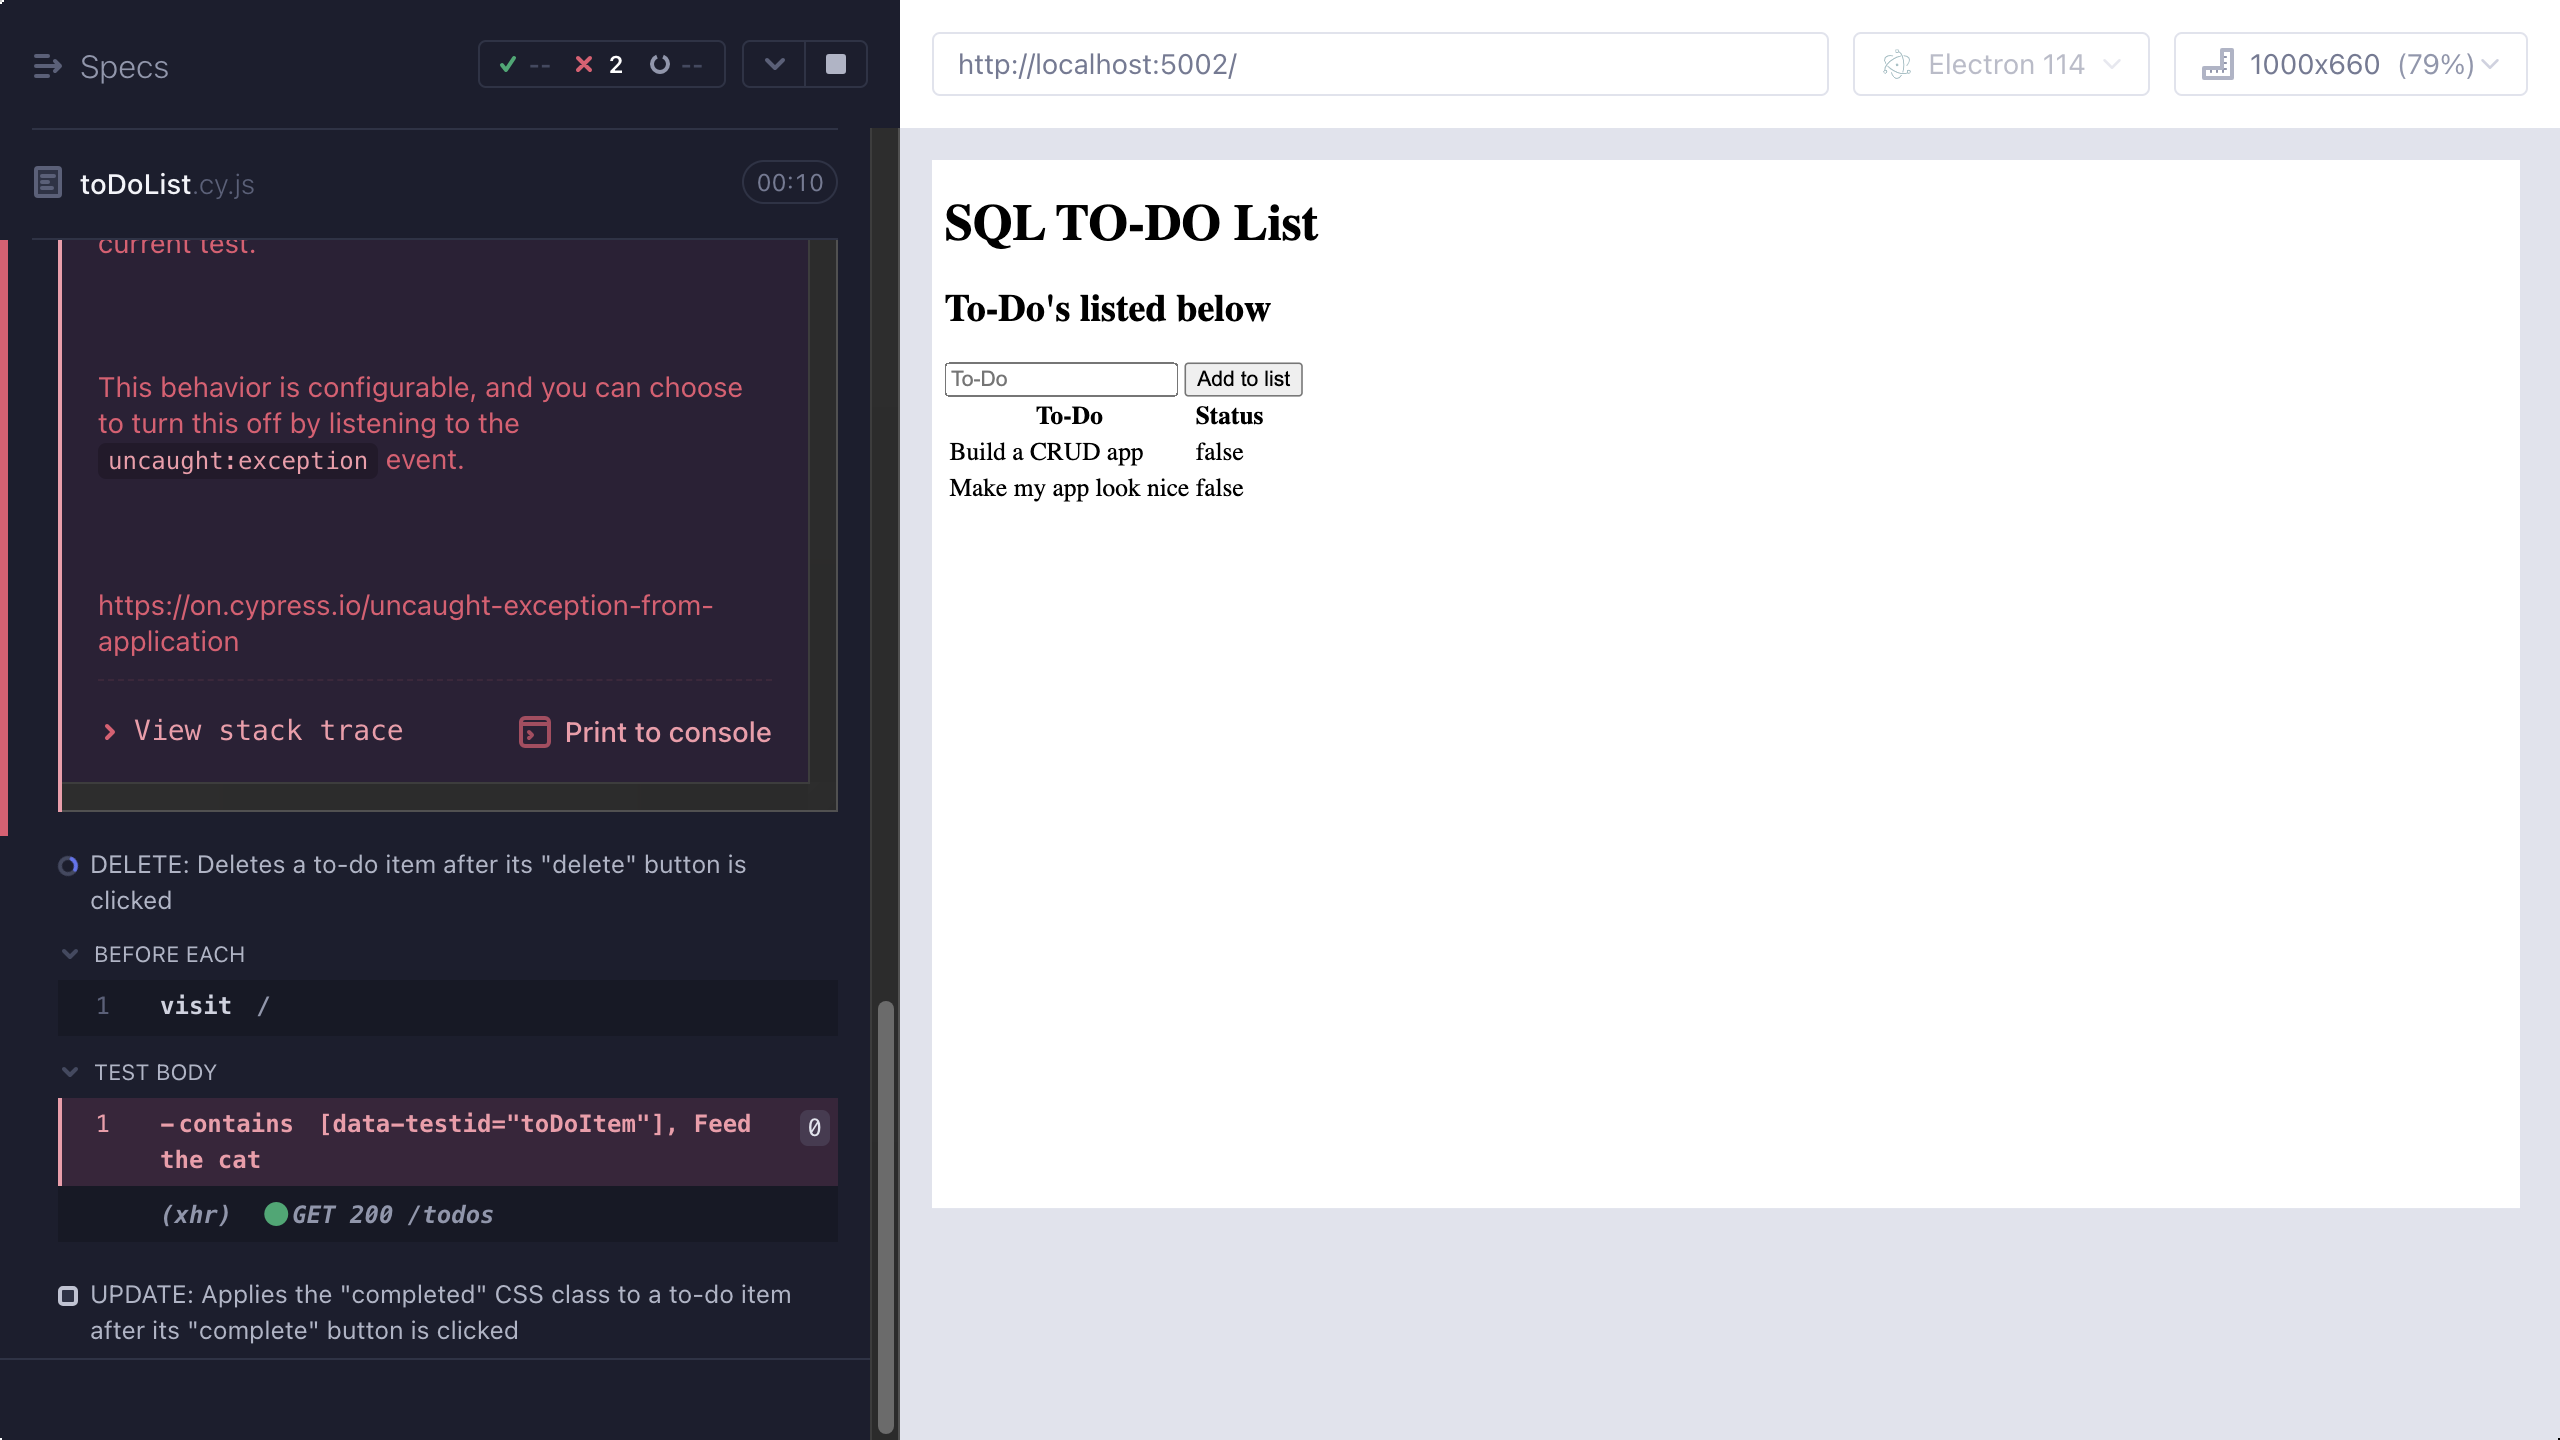 Specs
-- 2 --
toDoList.cy.js
00:10
current test.
This behavior is configurable, and you can choose
to turn this off by listening to the
uncaught:exception event.
https://on.cypress.io/uncaught-exception-from-
application
View stack trace
Print to console
DELETE: Deletes a to-do item after its "delete" button is
clicked
BEFORE EACH
1 visit /
TEST BODY
1 -contains [data-testid="toDoItem"], Feed
the cat
0
(xhr) GET 200 /todos
UPDATE: Applies the "completed" CSS class to a to-do item
after its "complete" button is clicked
http://localhost:5002/
Electron 114
1000x660 (79%)
SQL TO-DO List
To-Do's listed below
To-Do
Add to list
To-Do Status
Build a CRUD app false
Make my app look nice false